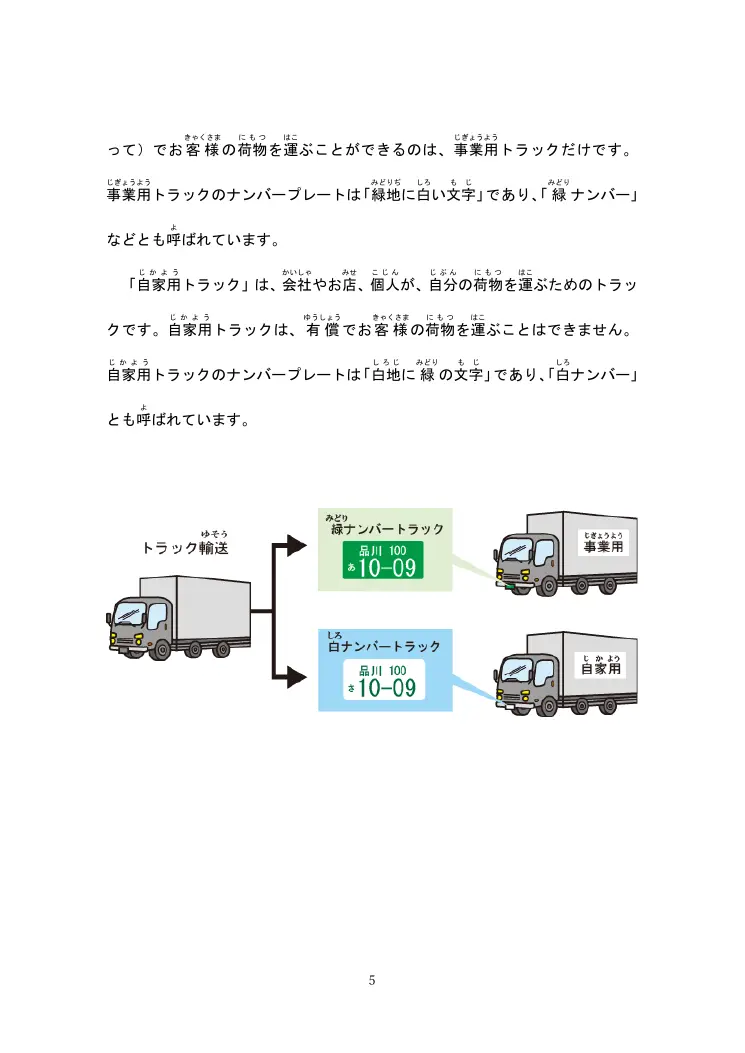 って）でお客様の荷物を運ぶことができるのは、事業用トラックだけです。
事業用トラックのナンバープレートは「緑地に白い文字」であり、「緑ナンバー」
などとも呼ばれています。
「自家用トラック」は、会社やお店、個人が、自分の荷物を運ぶためのトラッ
クです。自家用トラックは、有償でお客様の荷物を運ぶことはできません。
自家用トラックのナンバープレートは「白地に緑の文字」であり、「白ナンバー」
とも呼ばれています。
トラック輸送
緑ナンバートラック
品川 100
あ10-09
事業用
白ナンバートラック
品川 100
さ10-09
自家用
5